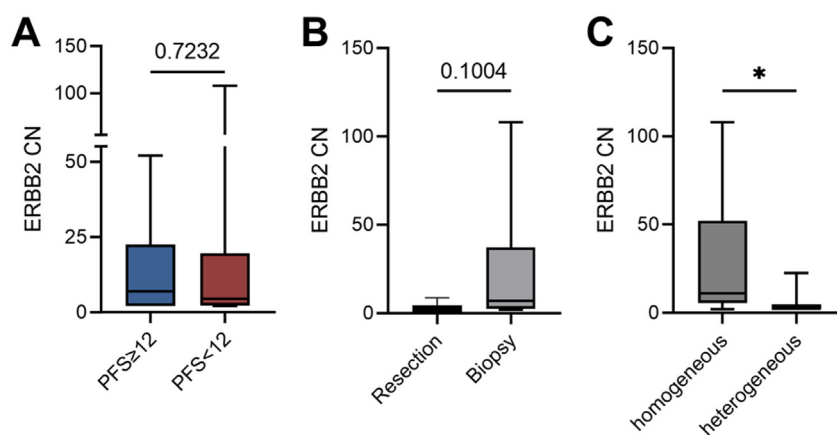 A
ERBB2 CN
150
100
50
25
0
0.7232
PFS≥12
PFS<12
B
ERBB2 CN
150
100
50
0
0.1004
Resection
Biopsy
C
ERBB2 CN
150
100
50
0
*
homogeneous
heterogeneous